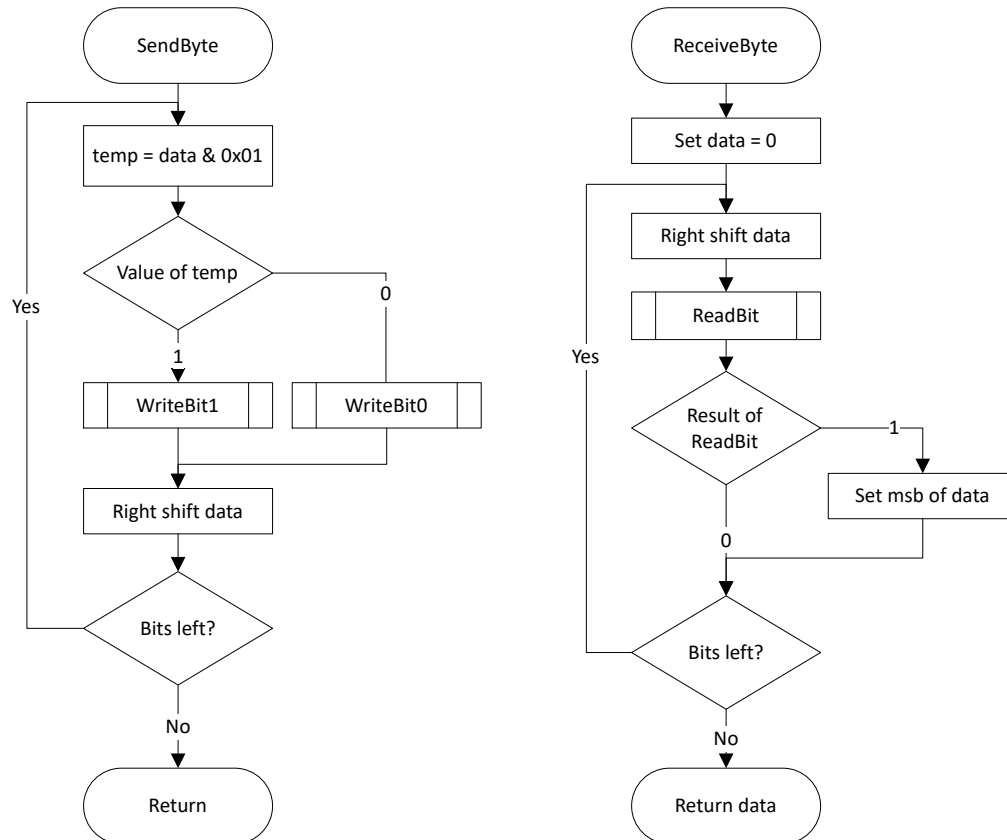 SendByte
temp = data & 0x01
Value of temp
0
Yes
1
WriteBit1
WriteBit0
Right shift data
Bits left?
No
Return
ReceiveByte
Set data = 0
Right shift data
ReadBit
Yes
Result of
ReadBit
1
Set msb of data
0
Bits left?
No
Return data